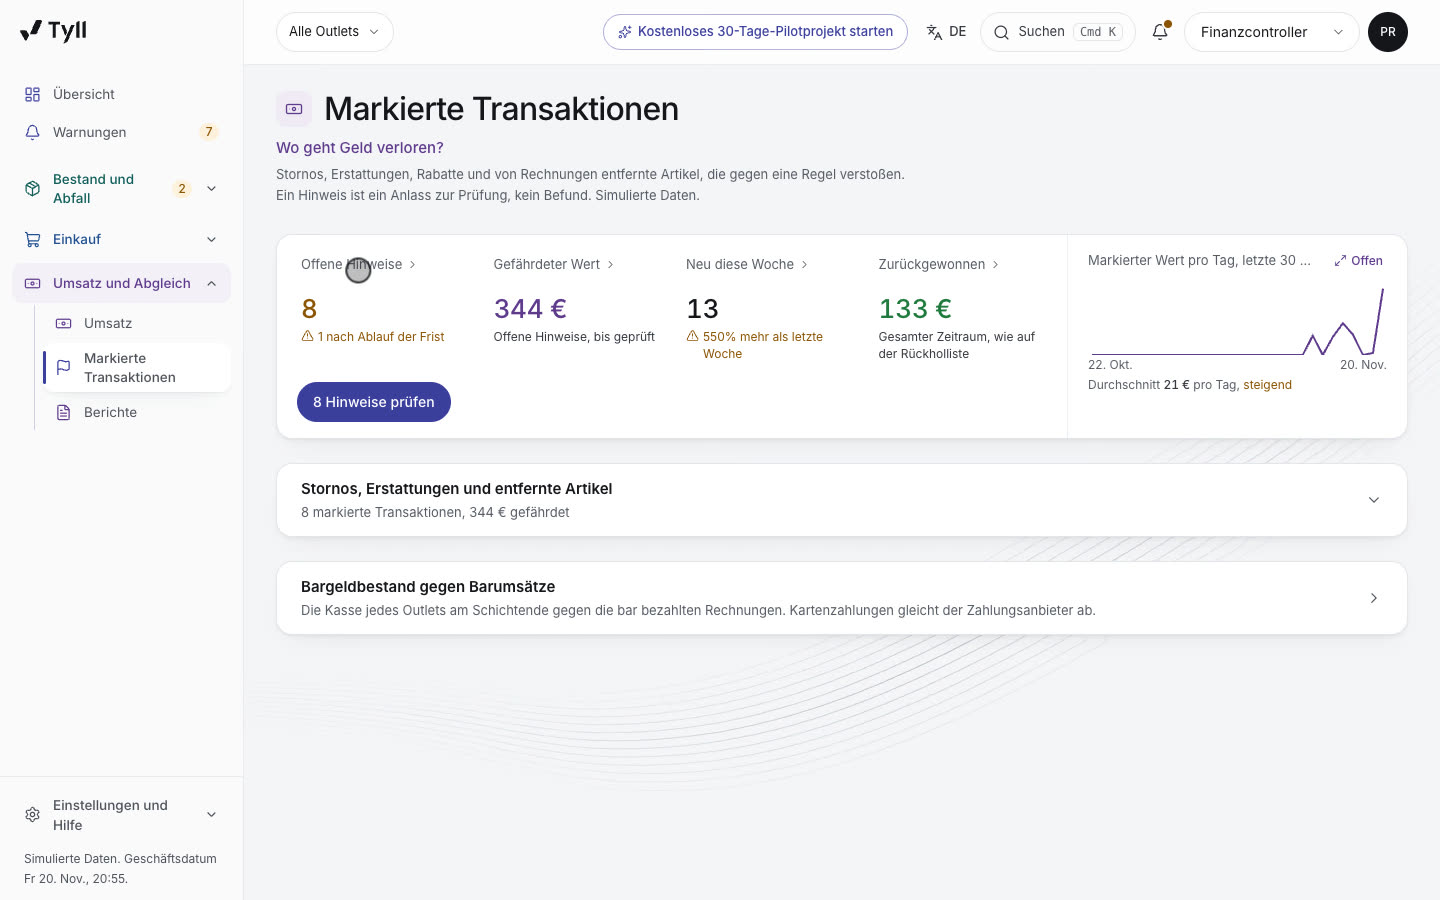 Tyll
Alle Outlets
Kostenloses 30-Tage-Pilotprojekt starten
DE
Suchen
Cmd K
Finanzcontroller
PR
Übersicht
Warnungen
7
Bestand und
Abfall
2
Einkauf
Umsatz und Abgleich
Umsatz
Markierte
Transaktionen
Berichte
Einstellungen und
Hilfe
Simulierte Daten. Geschäftsdatum
Fr 20. Nov., 20:55.
Markierte Transaktionen
Wo geht Geld verloren?
Stornos, Erstattungen, Rabatte und von Rechnungen entfernte Artikel, die gegen eine Regel verstoßen.
Ein Hinweis ist ein Anlass zur Prüfung, kein Befund. Simulierte Daten.
Offene Hinweise
8
1 nach Ablauf der Frist
Gefährdeter Wert
344 €
Offene Hinweise, bis geprüft
Neu diese Woche
13
550% mehr als letzte
Woche
Zurückgewonnen
133 €
Gesamter Zeitraum, wie auf
der Rückholliste
8 Hinweise prüfen
Markierter Wert pro Tag, letzte 30 ...
Offen
22. Okt.
20. Nov.
Durchschnitt 21 € pro Tag, steigend
Stornos, Erstattungen und entfernte Artikel
8 markierte Transaktionen, 344 € gefährdet
Bargeldbestand gegen Barumsätze
Die Kasse jedes Outlets am Schichtende gegen die bar bezahlten Rechnungen. Kartenzahlungen gleicht der Zahlungsanbieter ab.